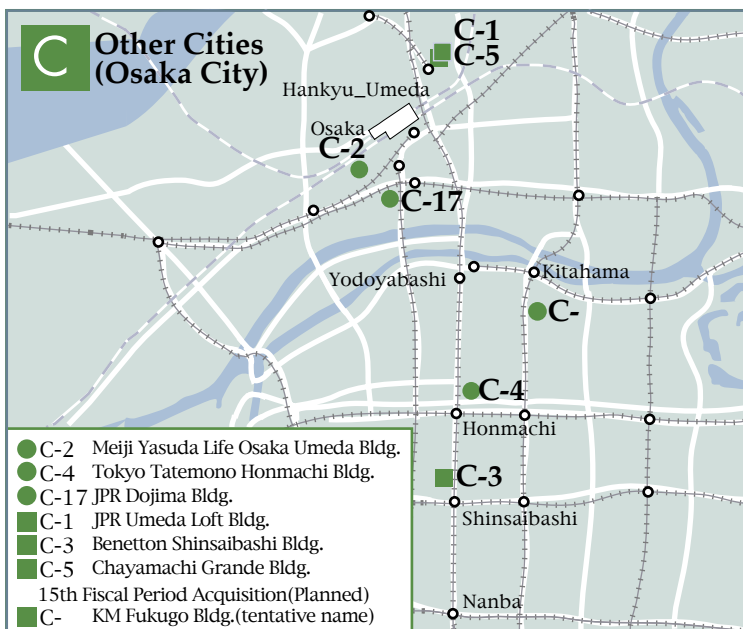 C
Other Cities
(Osaka City)
C-1
C-5
Hankyu_Umeda
Osaka
C-2
C-17
Yodoyabashi
Kitahama
C-
C-4
Honmachi
C-3
Shinsaibashi
Nanba
C-2 Meiji Yasuda Life Osaka Umeda Bldg.
C-4 Tokyo Tatemono Honmachi Bldg.
C-17 JPR Dojima Bldg.
C-1 JPR Umeda Loft Bldg.
C-3 Benetton Shinsaibashi Bldg.
C-5 Chayamachi Grande Bldg.
15th Fiscal Period Acquisition(Planned)
C- KM Fukugo Bldg.(tentative name)